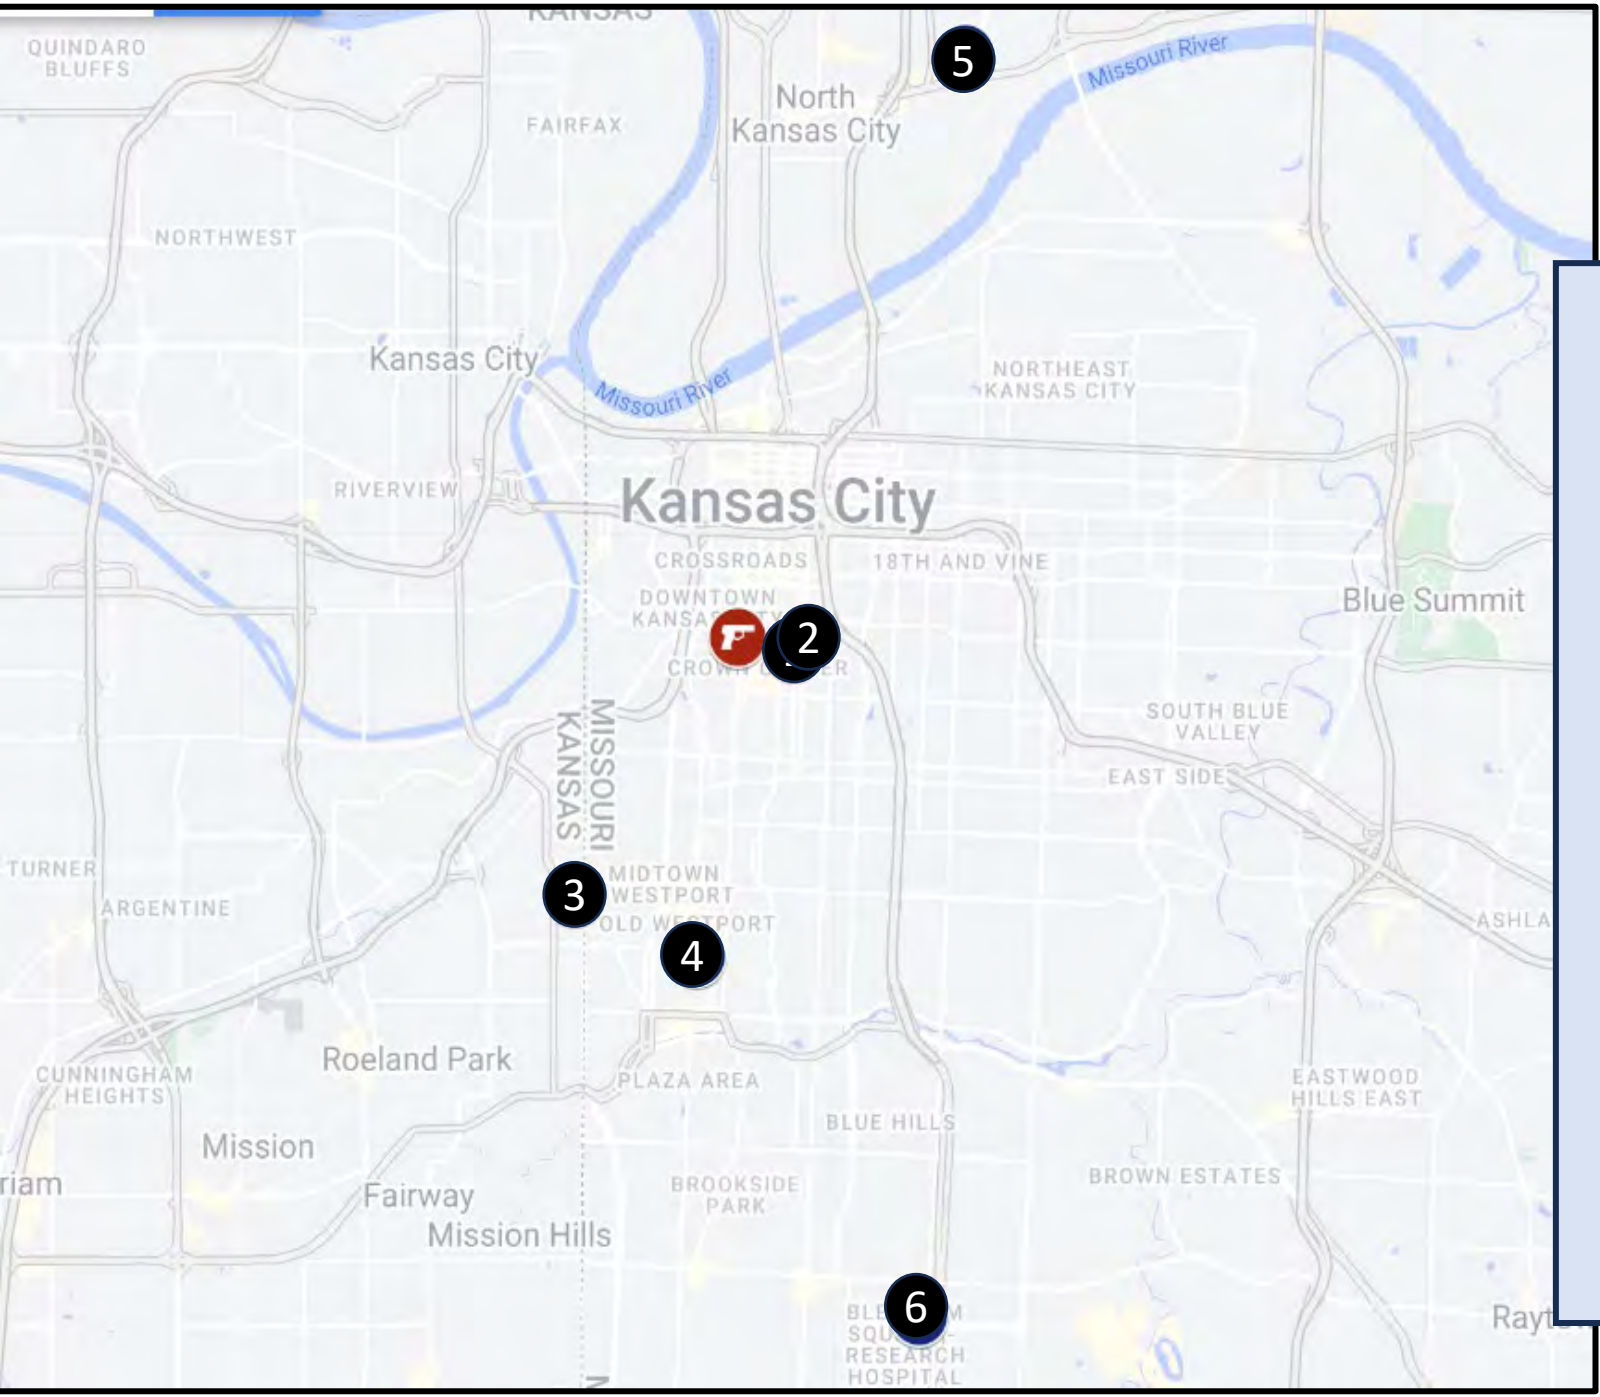 KANSAS
QUINDARO
BLUFFS
5
Missouri River
North
Kansas City
FAIRFAX
NORTHWEST
Kansas City
Missouri River
NORTHEAST
KANSAS CITY
RIVERVIEW
Kansas City
CROSSROADS
18TH AND VINE
DOWNTOWN
Blue Summit
2
MISSOURI
KANSAS
SOUTH BLUE
VALLEY
EAST SIDE
TURNER
ARGENTINE
3
MIDTOWN
WESTPORT
OLD WESTPORT
4
ASHLA
Roeland Park
CUNNINGHAM
HEIGHTS
PLAZA AREA
EASTWOOD
HILLS EAST
BLUE HILLS
Mission
BROWN ESTATES
riam
Fairway
BROOKSIDE
PARK
Mission Hills
6
RESEARCH
HOSPITAL